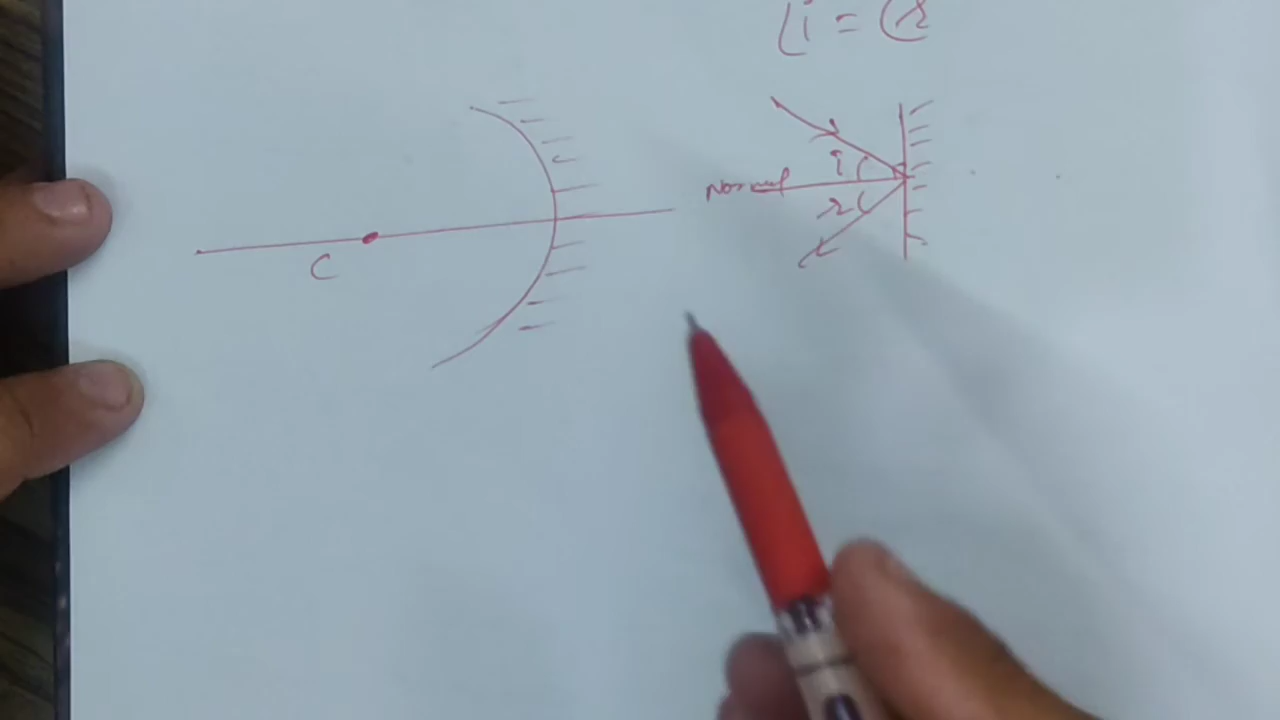 ∠i = ∠r
i
Normal
r
C